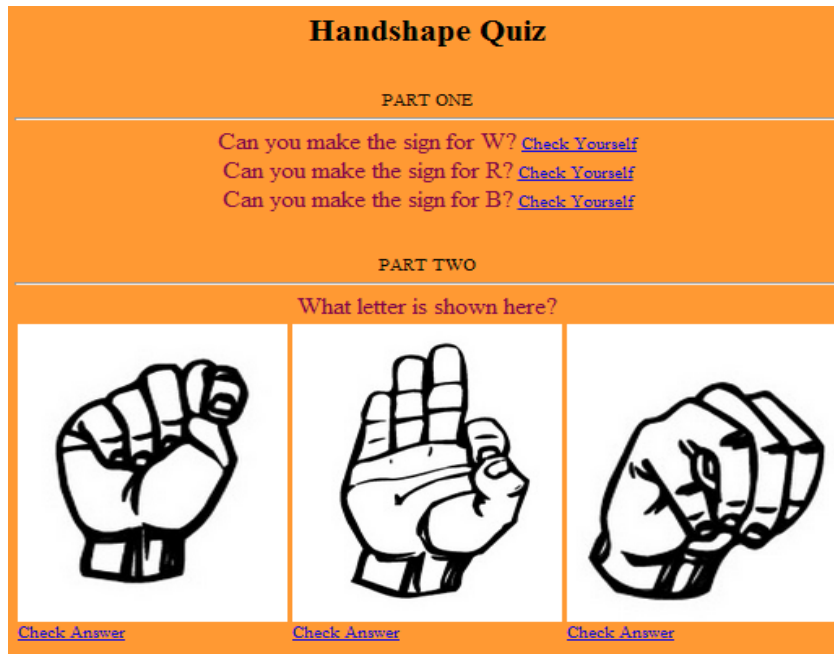 Handshape Quiz
PART ONE
Can you make the sign for W? Check Yourself
Can you make the sign for R? Check Yourself
Can you make the sign for B? Check Yourself
PART TWO
What letter is shown here?
Check Answer
Check Answer
Check Answer